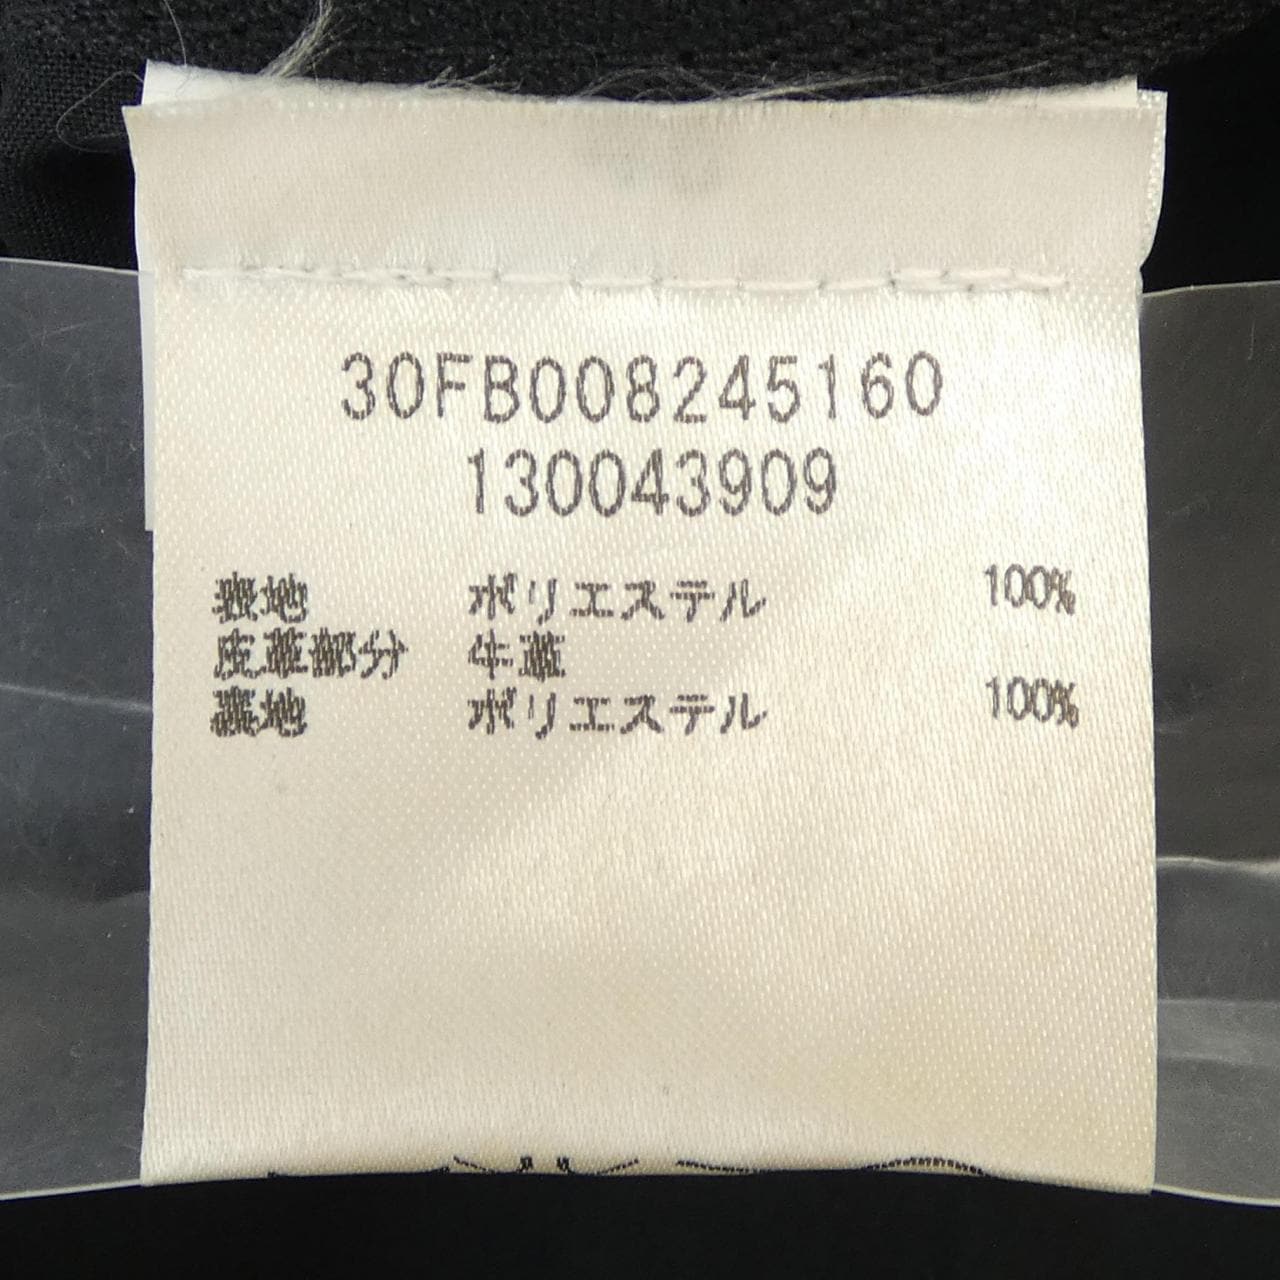 30FB008245160
130043909
表地 ポリエステル 100%
皮革部分 牛革
裏地 ポリエステル 100%